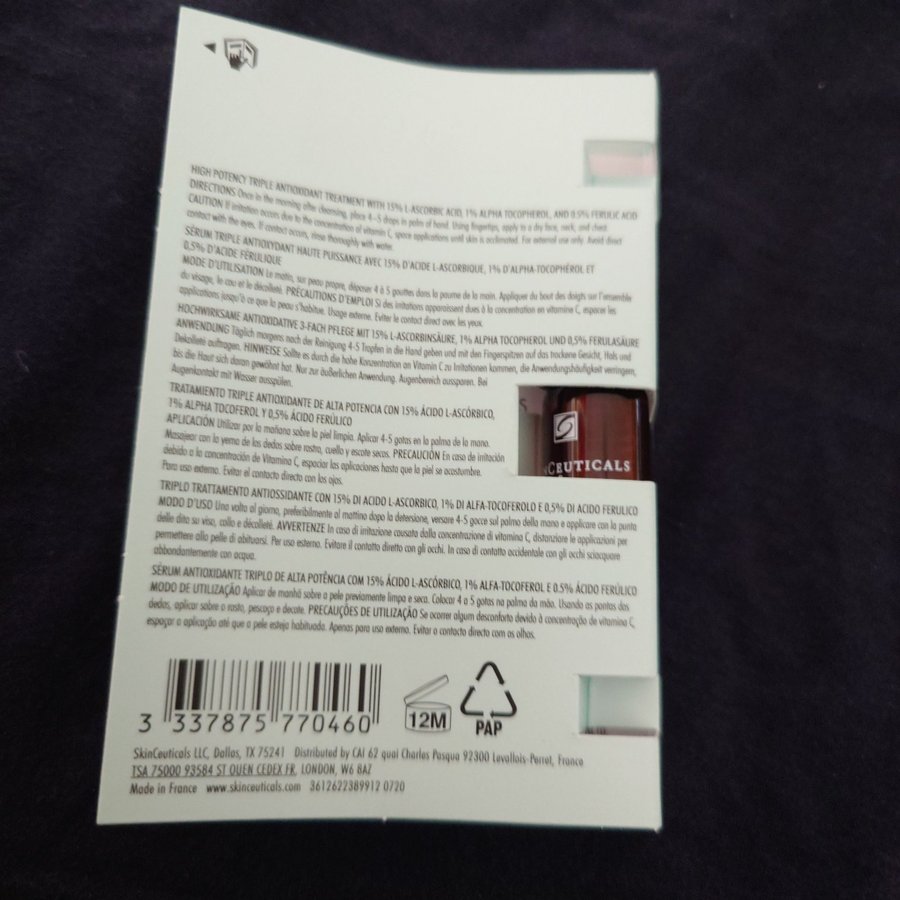 HIGH POTENCY TRIPLE ANTIOXIDANT TREATMENT WITH 15% L-ASCORBIC ACID, 1% ALPHA TOCOPHEROL, AND 0.5% FERULIC ACID
DIRECTIONS Once in the morning after cleansing, place 4–5 drops in palm of hand. Using fingertips, apply to a dry face, neck, and chest.
CAUTION If irritation occurs due to the concentration of vitamin C, space applications until skin is acclimated. For external use only. Avoid direct
contact with the eyes. If contact occurs, rinse thoroughly with water.
SÉRUM TRIPLE ANTIOXYDANT HAUTE PUISSANCE AVEC 15% D'ACIDE L-ASCORBIQUE, 1% D'ALPHA-TOCOPHÉROL ET
0,5% D'ACIDE FÉRULIQUE
MODE D'UTILISATION Le matin, sur peau propre, déposer 4 à 5 gouttes dans la paume de la main. Appliquer du bout des doigts sur l'ensemble
du visage, le cou et le décolleté. PRÉCAUTIONS D'EMPLOI Si des irritations apparaissent dues à la concentration en vitamine C, espacer les
applications jusqu'à ce que la peau s'habitue. Usage externe. Eviter le contact direct avec les yeux.
HOCHWIRKSAME ANTIOXIDATIVE 3-FACH PFLEGE MIT 15% L-ASCORBINSÄURE, 1% ALPHA TOCOPHEROL UND 0,5% FERULASÄURE
ANWENDUNG Täglich morgens nach der Reinigung 4-5 Tropfen in die Hand geben und mit den Fingerspitzen auf das trockene Gesicht, Hals und
Dekolleté auftragen. HINWEISE Sollte es durch die hohe Konzentration an Vitamin C zu Irritationen kommen, die Anwendungshäufigkeit verringern,
bis die Haut sich daran gewöhnt hat. Nur zur äußerlichen Anwendung. Augenbereich aussparen. Bei
Augenkontakt mit Wasser ausspülen.
TRATAMIENTO TRIPLE ANTIOXIDANTE DE ALTA POTENCIA CON 15% ÁCIDO L-ASCÓRBICO,
1% ALPHA TOCOFEROL Y 0,5% ÁCIDO FERÚLICO
APLICACIÓN Utilizar por la mañana sobre la piel limpia. Aplicar 4-5 gotas en la palma de la mano.
Masajear con la yema de los dedos sobre rostro, cuello y escote secos. PRECAUCIÓN En caso de irritación
debido a la concentración de Vitamina C, espaciar las aplicaciones hasta que la piel se acostumbre.
Para uso externo. Evitar el contacto directo con los ojos.
CEUTICALS
TRIPLO TRATTAMENTO ANTIOSSIDANTE CON 15% DI ACIDO L-ASCORBICO, 1% DI ALFA-TOCOFEROLO E 0,5% DI ACIDO FERULICO
MODO D'USO Una volta al giorno, preferibilmente al mattino dopo la detersione, versare 4-5 gocce sul palmo della mano e applicare con la punta
delle dita su viso, collo e décolleté. AVVERTENZE In caso di irritazione causata dalla concentrazione di vitamina C, distanziare le applicazioni per
permettere alla pelle di abituarsi. Per uso esterno. Evitare il contatto diretto con gli occhi. In caso di contatto accidentale con gli occhi sciacquare
abbondantemente con acqua.
SÉRUM ANTIOXIDANTE TRIPLO DE ALTA POTÊNCIA COM 15% ÁCIDO L-ASCÓRBICO, 1% ALFA-TOCOFEROL E 0.5% ÁCIDO FERÚLICO
MODO DE UTILIZAÇÃO Aplicar de manhã sobre a pele previamente limpa e seca. Colocar 4 a 5 gotas na palma da mão. Usando as pontas dos
dedos, aplicar sobre o rosto, pescoço e decote. PRECAUÇÕES DE UTILIZAÇÃO Se ocorrer algum desconforto devido à concentração de vitamina C,
espaçar a aplicação até que a pele esteja habituada. Apenas para uso externo. Evitar o contacto directo com os olhos.
3 337875 770460
12M
PAP
SkinCeuticals LLC, Dallas, TX 75241 Distributed by CAI 62 quai Charles Pasqua 92300 Levallois-Perret, France
TSA 75000 93584 ST OUEN CEDEX FR, LONDON, W6 8AZ
Made in France www.skinceuticals.com 3612622389912 0720